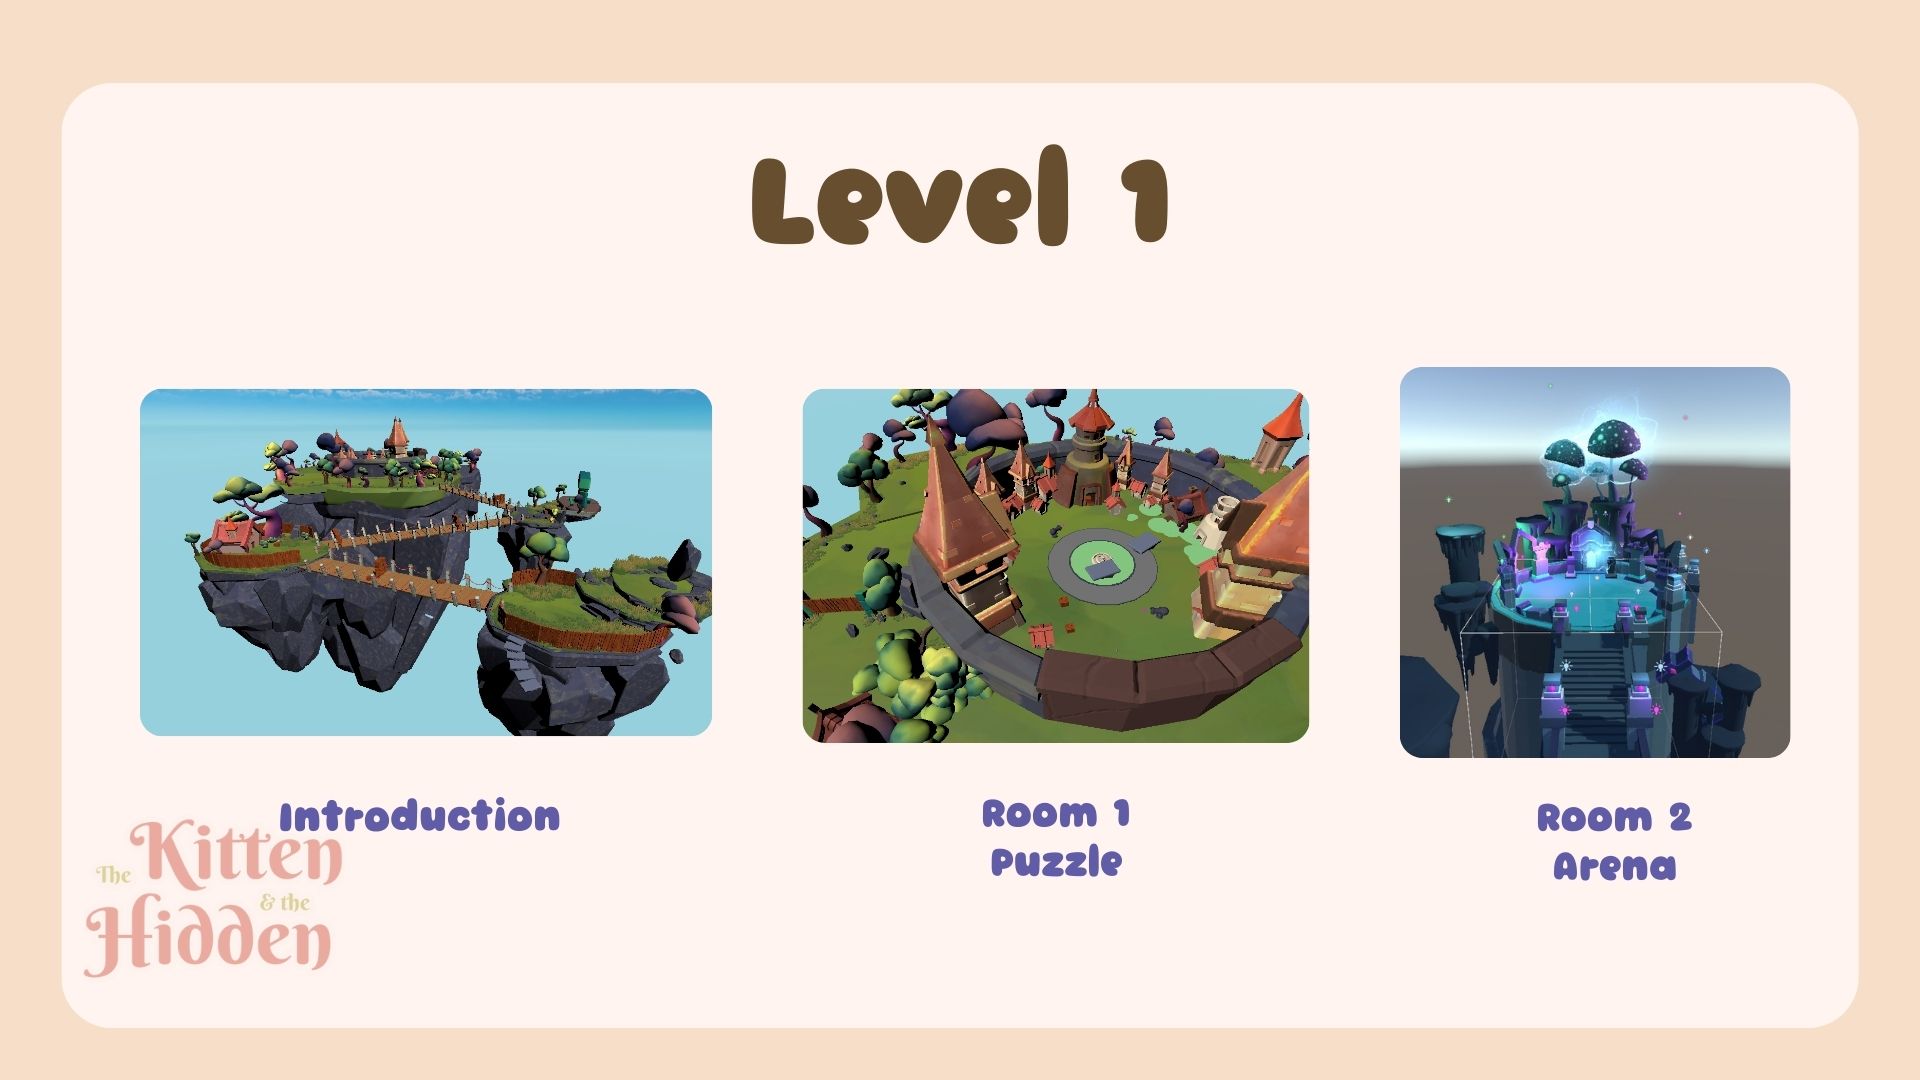 Level 1
Introduction
Room 1
Puzzle
Room 2
Arena
The Kitten
& the
Hidden